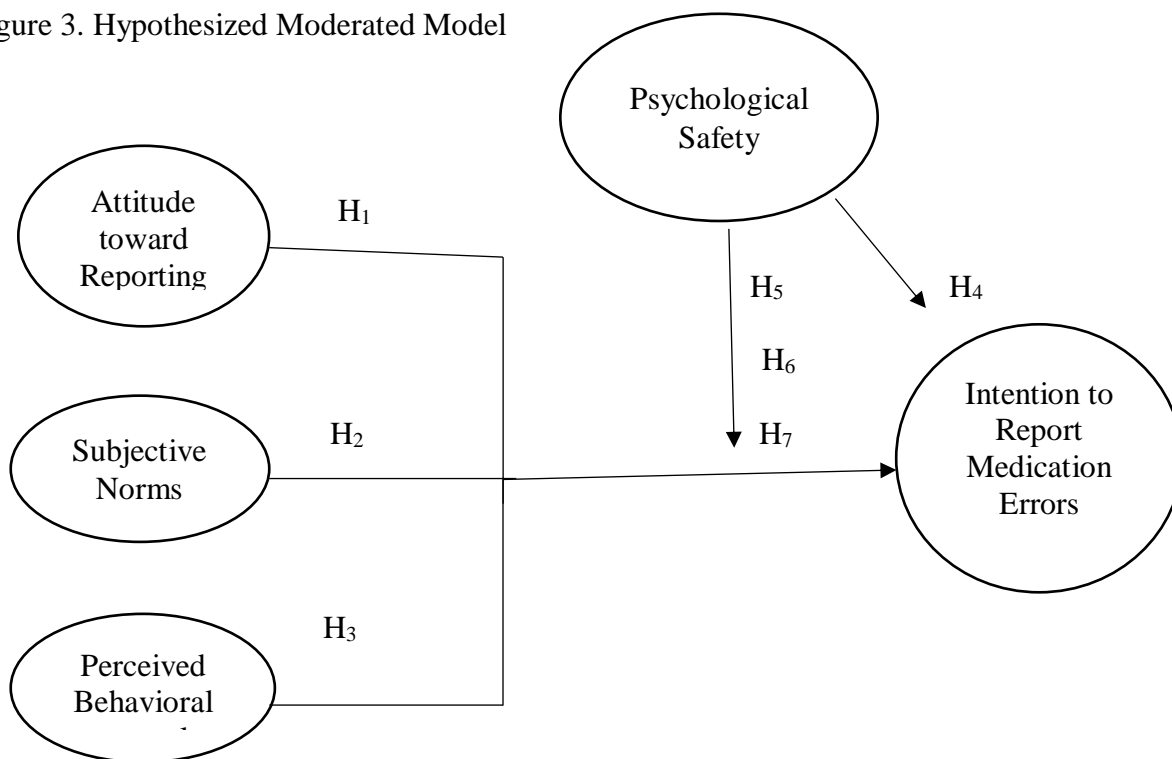 gure 3. Hypothesized Moderated Model
Psychological
Safety
Attitude
toward
Reporting
H₁
H₅
H₄
H₆
Intention to
Report
Medication
Errors
Subjective
Norms
H₂
H₇
H₃
Perceived
Behavioral